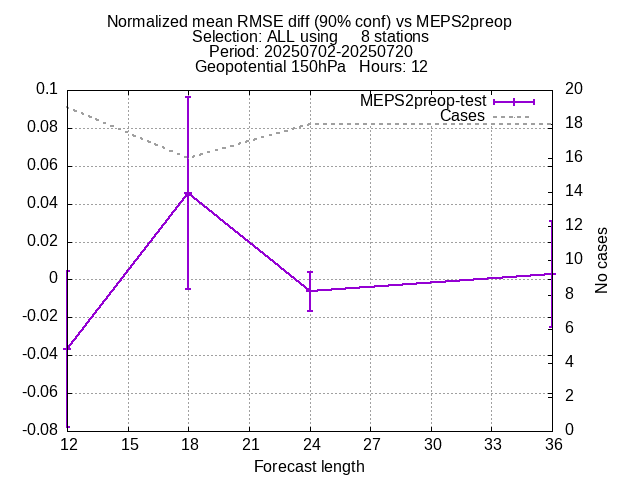 Normalized mean RMSE diff (90% conf) vs MEPS2preop
Selection: ALL using     8 stations
Period: 20250702-20250720
Geopotential 150hPa   Hours: 12
MEPS2preop-test
Cases
0.1
0.08
0.06
0.04
0.02
0
-0.02
-0.04
-0.06
-0.08
20
18
16
14
12
10
8
6
4
2
0
No cases
12 15 18 21 24 27 30 33 36
Forecast length